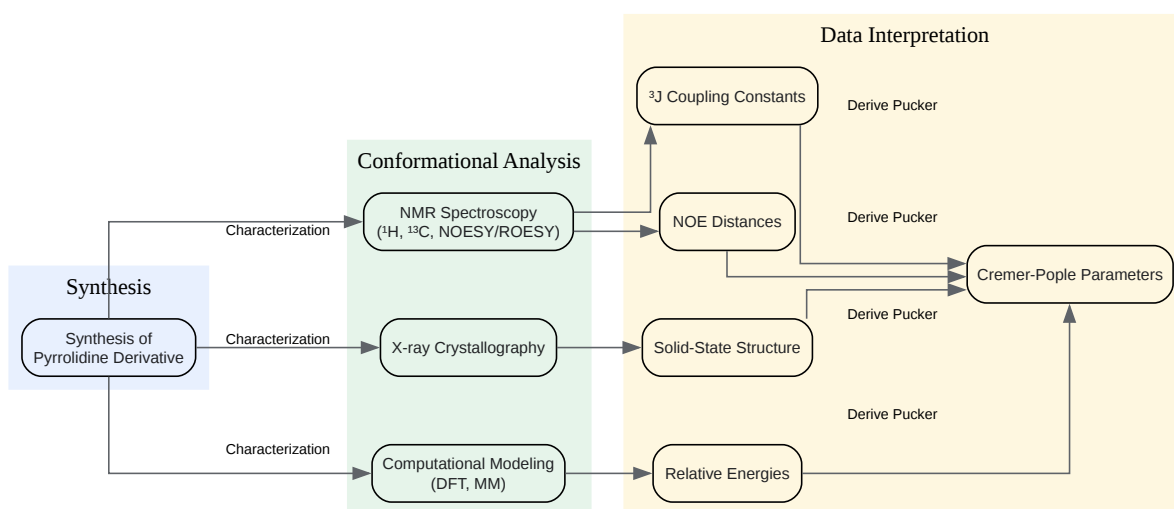 Data Interpretation
³J Coupling Constants
Derive Pucker
Conformational Analysis
NMR Spectroscopy
(¹H, ¹³C, NOESY/ROESY)
NOE Distances
Derive Pucker
Characterization
Cremer-Pople Parameters
Synthesis
Synthesis of
Pyrrolidine Derivative
Characterization
X-ray Crystallography
Solid-State Structure
Derive Pucker
Derive Pucker
Characterization
Computational Modeling
(DFT, MM)
Relative Energies